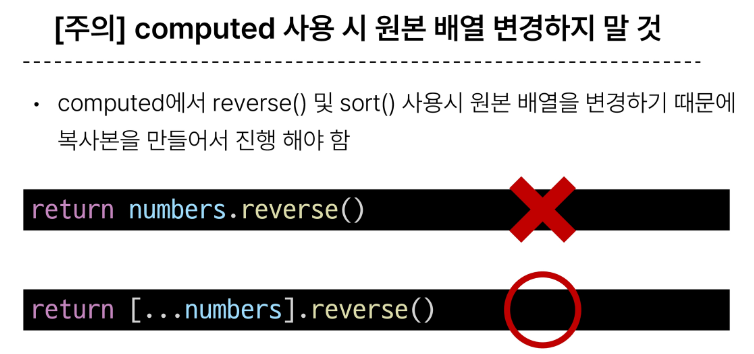 [주의] computed 사용 시 원본 배열 변경하지 말 것
• computed에서 reverse() 및 sort() 사용시 원본 배열을 변경하기 때문에
복사본을 만들어서 진행 해야 함
return numbers.reverse()
return [...numbers].reverse()